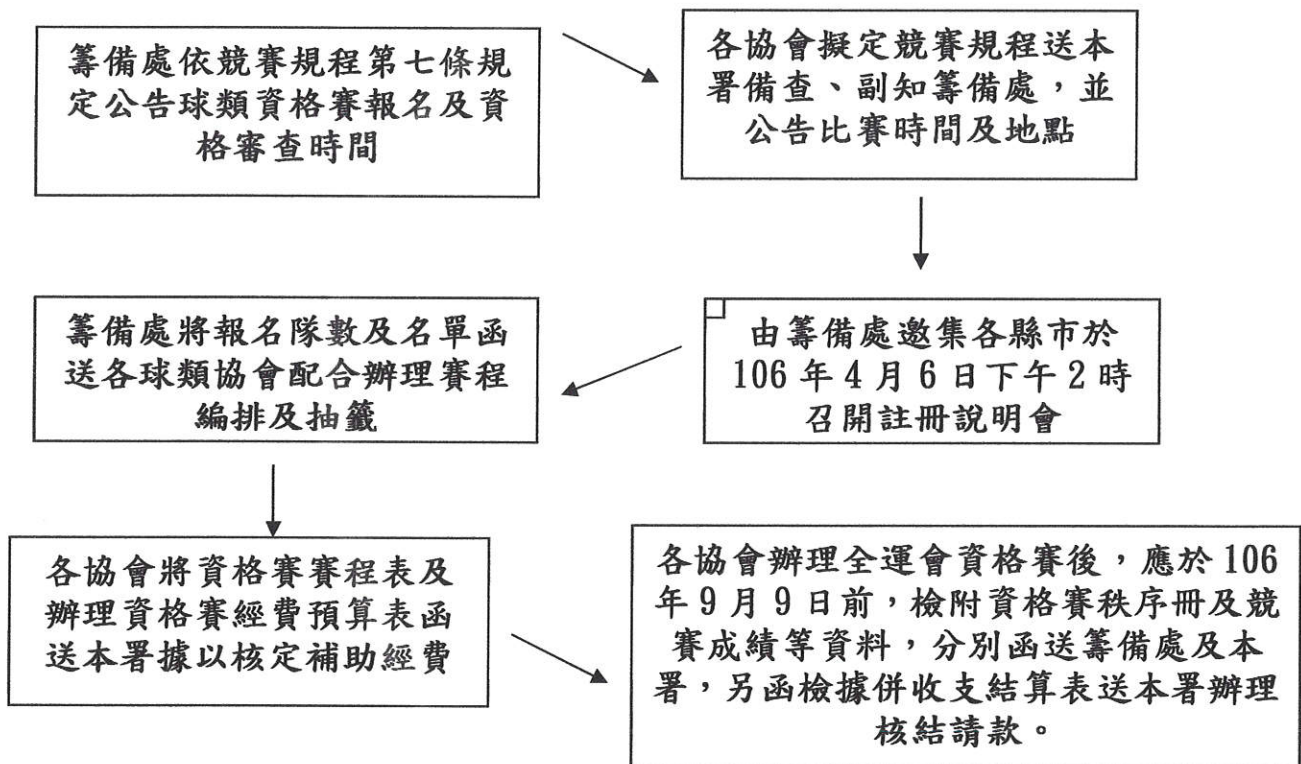 籌備處依競賽規程第七條規
定公告球類資格賽報名及資
格審查時間
各協會擬定競賽規程送本
署備查、副知籌備處，並
公告比賽時間及地點
由籌備處邀集各縣市於
106 年 4 月 6 日下午 2 時
召開註冊說明會
籌備處將報名隊數及名單函
送各球類協會配合辦理賽程
編排及抽籤
各協會將資格賽賽程表及
辦理資格賽經費預算表函
送本署據以核定補助經費
各協會辦理全運會資格賽後，應於 106
年 9 月 9 日前，檢附資格賽秩序冊及競
賽成績等資料，分別函送籌備處及本
署，另函檢據併收支結算表送本署辦理
核結請款。